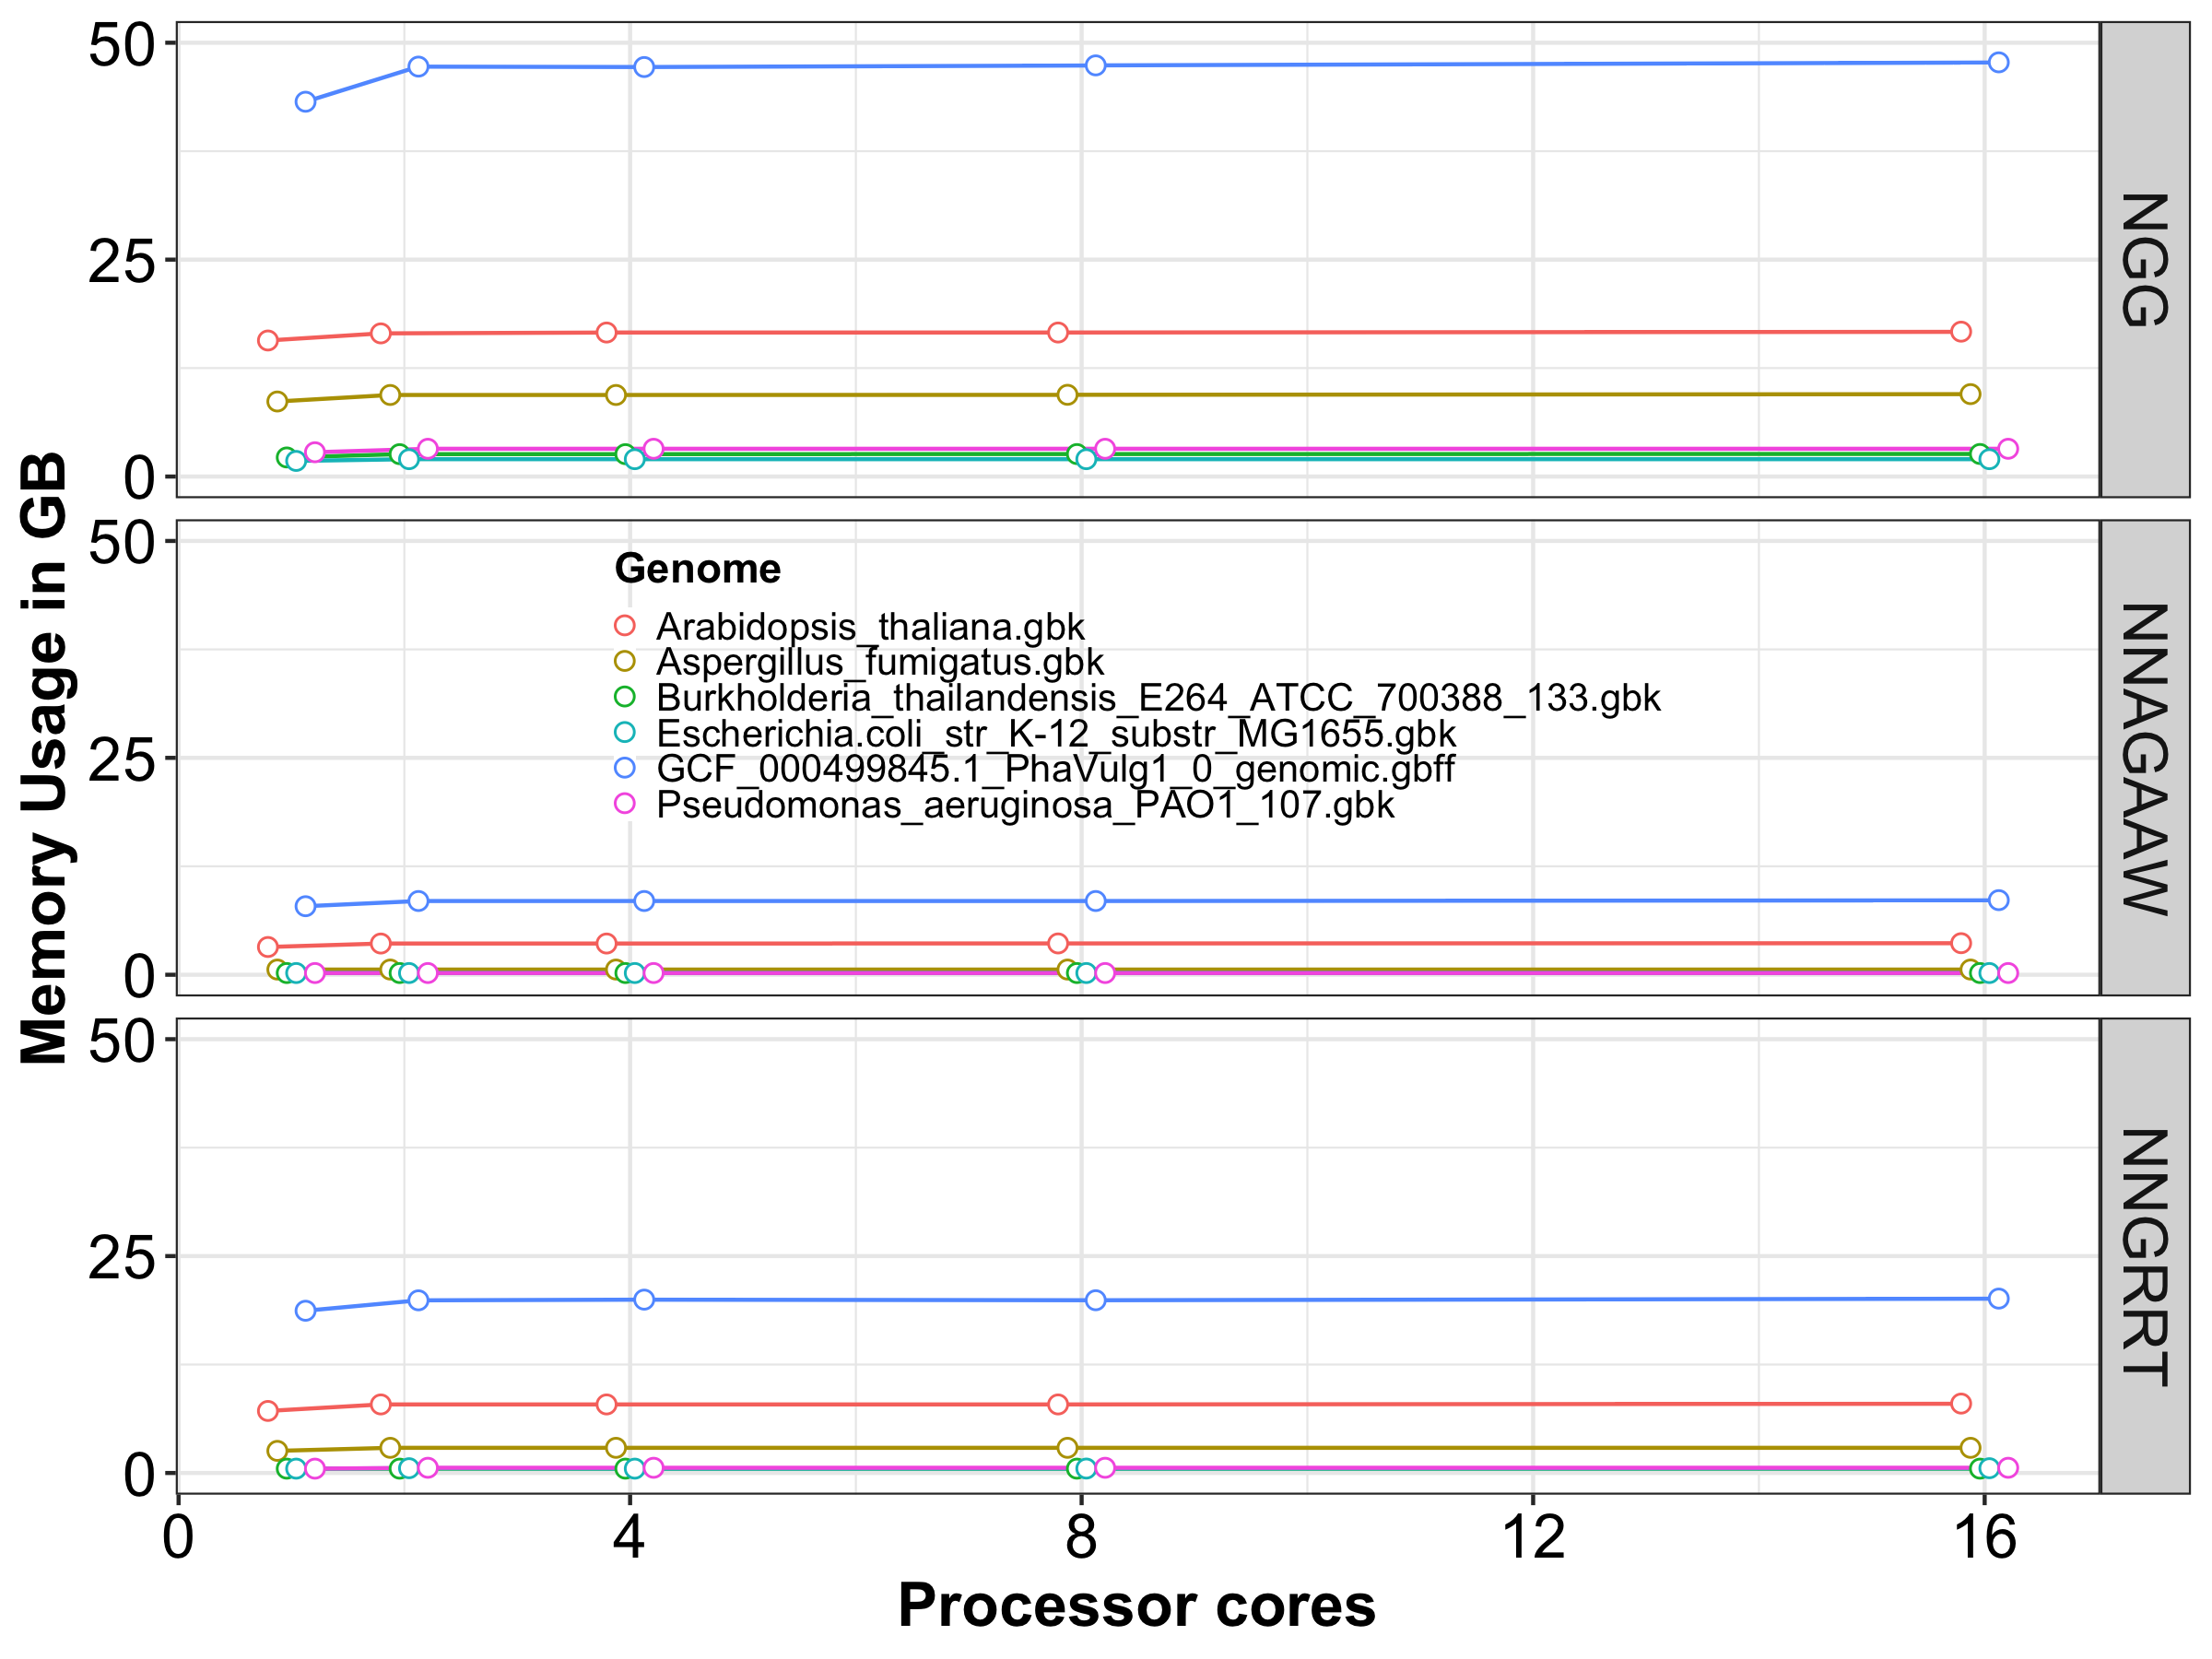 50
25
0
NGG
50
25
0
Genome
Arabidopsis_thaliana.gbk
Aspergillus_fumigatus.gbk
Burkholderia_thailandensis_E264_ATCC_700388_133.gbk
Escherichia.coli_str_K-12_substr_MG1655.gbk
GCF_000499845.1_PhaVulg1_0_genomic.gbff
Pseudomonas_aeruginosa_PAO1_107.gbk
NNAGAAW
50
25
0
NNGRRT
Memory Usage in GB
0 4 8 12 16
Processor cores